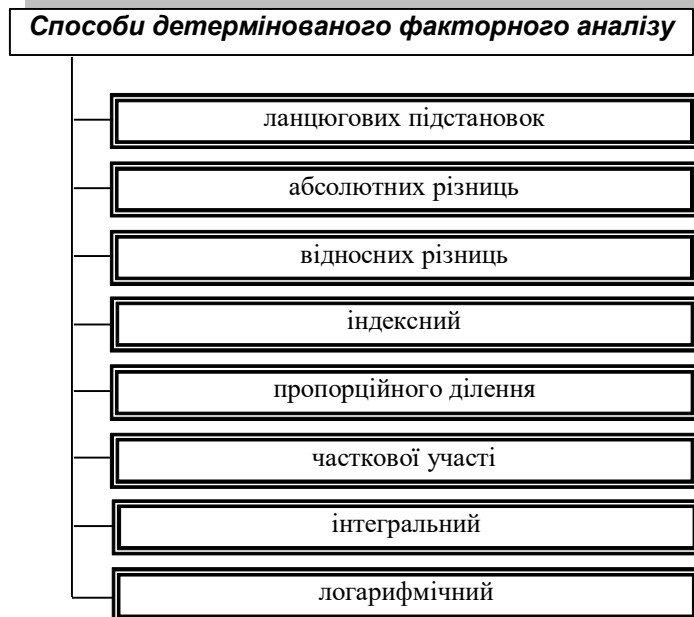 Способи детермінованого факторного аналізу
ланцюгових підстановок
абсолютних різниць
відносних різниць
індексний
пропорційного ділення
часткової участі
інтегральний
логарифмічний